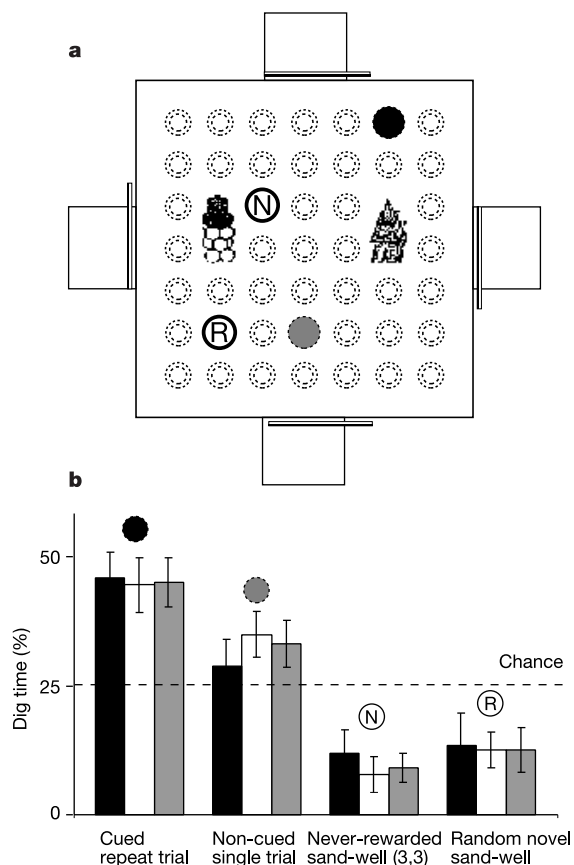 a
N
R
b
50
Chance
Dig time (%)
25
N
R
0
Cued
repeat trial
Non-cued
single trial
Never-rewarded
sand-well (3,3)
Random novel
sand-well